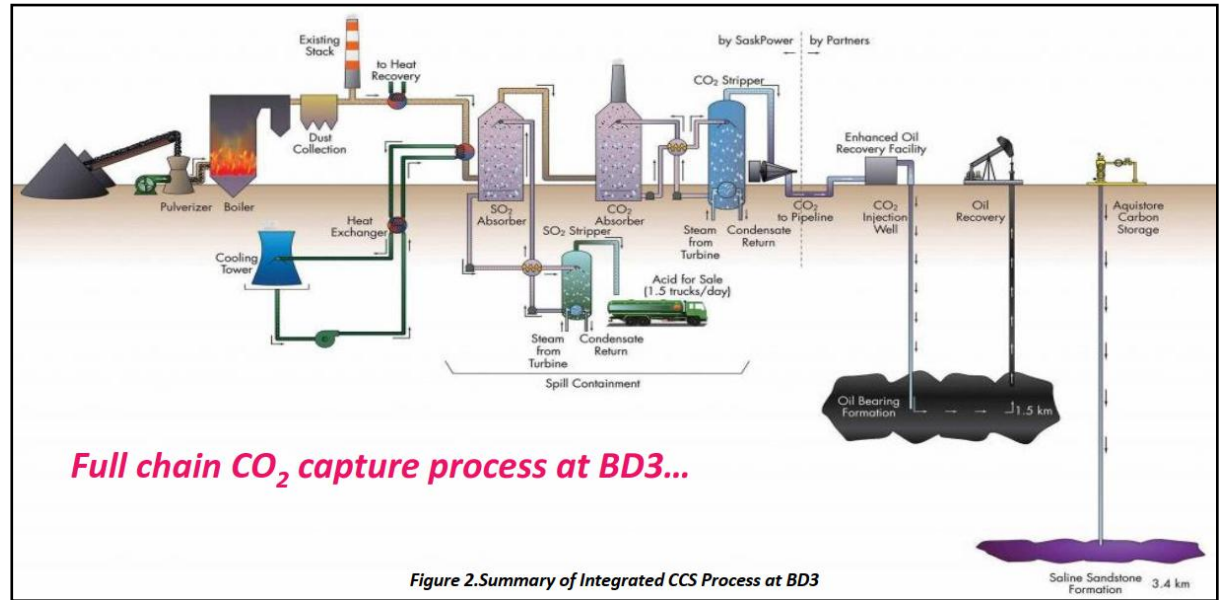 Existing
Stack
to Heat
Recovery
by SaskPower
by Partners
CO2 Stripper
Dust
Collection
Enhanced Oil
Recovery Facility
Pulverizer
Boiler
SO2
Absorber
CO2
Absorber
Steam
from
Turbine
Condensate
Return
CO2
to Pipeline
CO2
Injection
Well
Oil
Recovery
Aquistore
Carbon
Storage
Heat
Exchanger
SO2 Stripper
Cooling
Tower
Acid for Sale
(1.5 trucks/day)
Steam
from
Turbine
Condensate
Return
Spill Containment
Oil Bearing
Formation
1.5 km
Full chain CO2 capture process at BD3...
Figure 2.Summary of Integrated CCS Process at BD3
Saline Sandstone
Formation
3.4 km